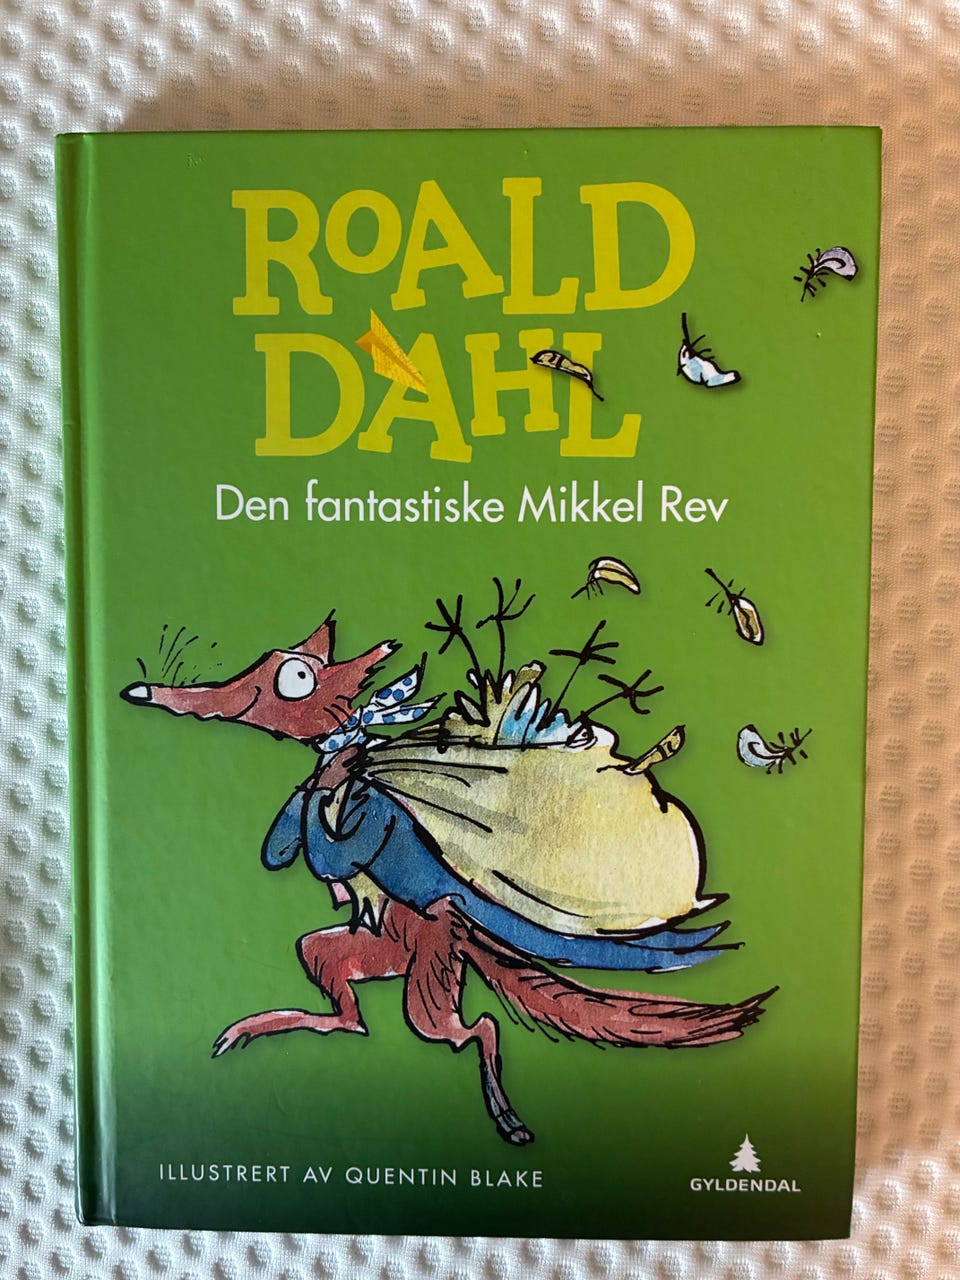 ROALD
DAHL
Den fantastiske Mikkel Rev
ILLUSTRERT AV QUENTIN BLAKE
GYLDENDAL